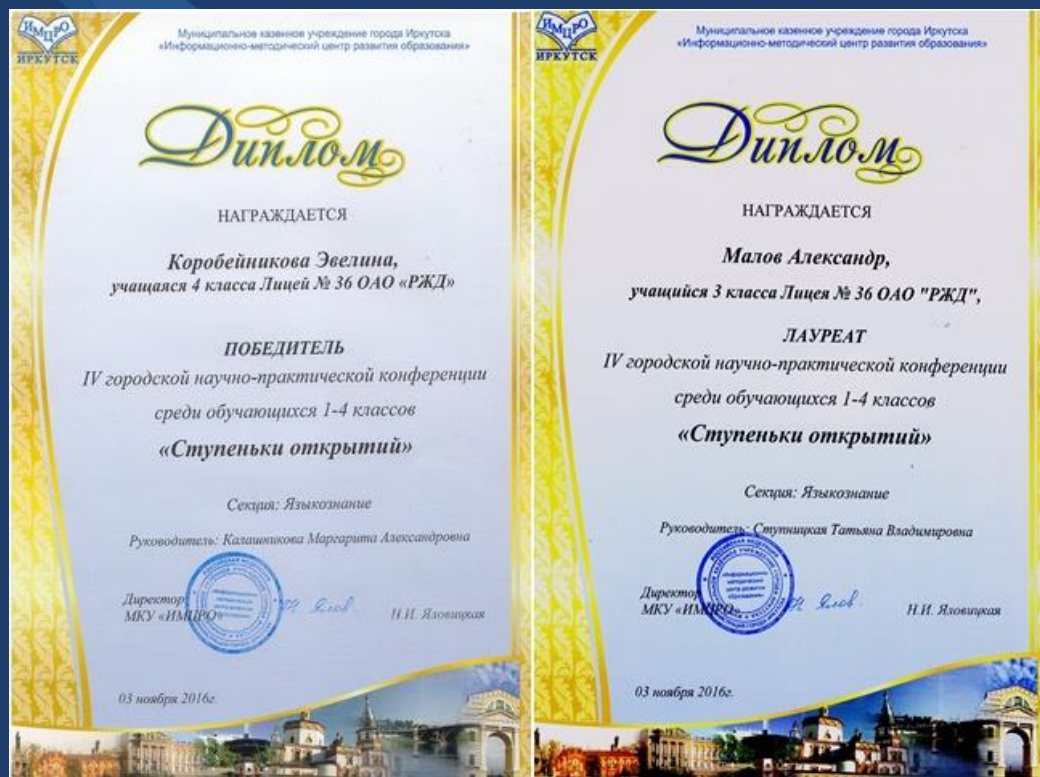 ИМЦРО
ИРКУТСК
Муниципальное казенное учреждение города Иркутска
«Информационно-методический центр развития образования»
Диплом
НАГРАЖДАЕТСЯ
Коробейникова Эвелина,
учащаяся 4 класса Лицей № 36 ОАО «РЖД»
ПОБЕДИТЕЛЬ
IV городской научно-практической конференции
среди обучающихся 1-4 классов
«Ступеньки открытий»
Секция: Языкознание
Руководитель: Калашникова Маргарита Александровна
Директор
МКУ «ИМЦРО»
Н.И. Яловицкая
03 ноября 2016г.
ИМЦРО
ИРКУТСК
Муниципальное казенное учреждение города Иркутска
«Информационно-методический центр развития образования»
Диплом
НАГРАЖДАЕТСЯ
Малов Александр,
учащийся 3 класса Лицея № 36 ОАО "РЖД",
ЛАУРЕАТ
IV городской научно-практической конференции
среди обучающихся 1-4 классов
«Ступеньки открытий»
Секция: Языкознание
Руководитель: Ступницкая Татьяна Владимировна
Директор
МКУ «ИМЦРО»
Н.И. Яловицкая
03 ноября 2016г.